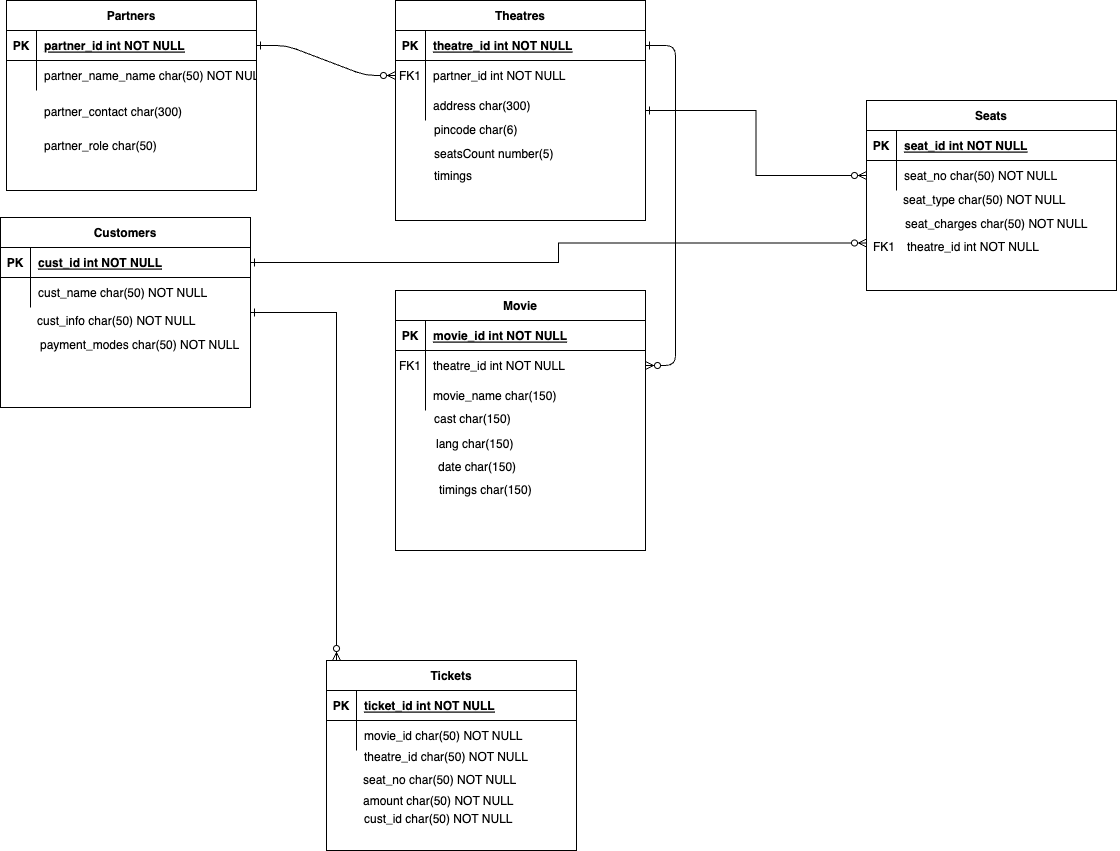 Partners
PK partner_id int NOT NULL
partner_name_name char(50) NOT NUL
partner_contact char(300)
partner_role char(50)
Theatres
PK theatre_id int NOT NULL
FK1 partner_id int NOT NULL
address char(300)
pincode char(6)
seatsCount number(5)
timings
Seats
PK seat_id int NOT NULL
seat_no char(50) NOT NULL
seat_type char(50) NOT NULL
seat_charges char(50) NOT NULL
FK1 theatre_id int NOT NULL
Customers
PK cust_id int NOT NULL
cust_name char(50) NOT NULL
cust_info char(50) NOT NULL
payment_modes char(50) NOT NULL
Movie
PK movie_id int NOT NULL
FK1 theatre_id int NOT NULL
movie_name char(150)
cast char(150)
lang char(150)
date char(150)
timings char(150)
Tickets
PK ticket_id int NOT NULL
movie_id char(50) NOT NULL
theatre_id char(50) NOT NULL
seat_no char(50) NOT NULL
amount char(50) NOT NULL
cust_id char(50) NOT NULL